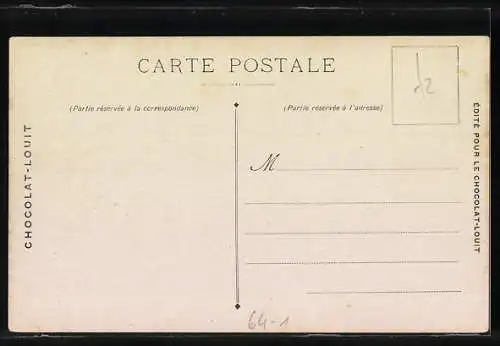 CARTE POSTALE
(Partie réservée à la correspondance)
(Partie réservée à l'adresse)
M
CHOCOLAT-LOUIT
ÉDITÉ POUR LE CHOCOLAT-LOUIT
64-1